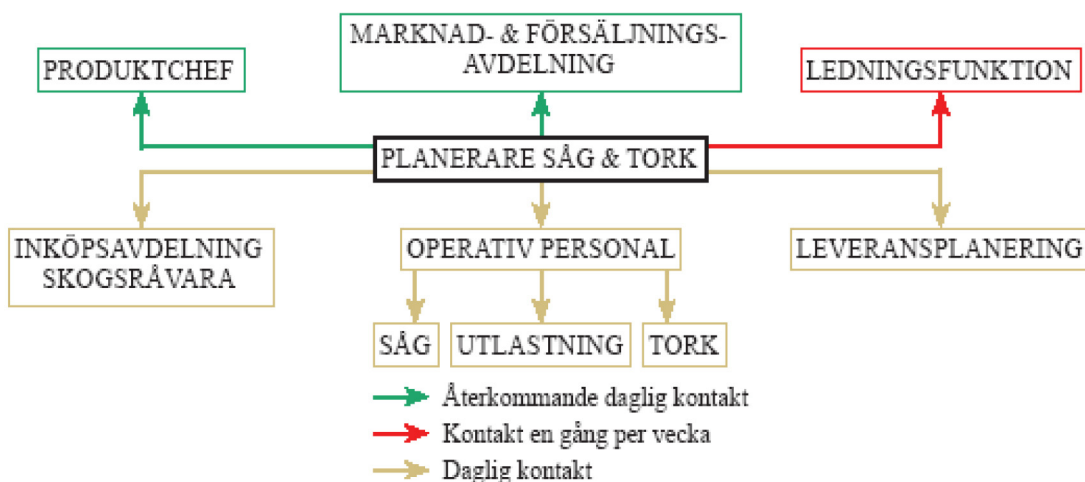 MARKNAD- & FÖRSÄLJNINGS-
AVDELNING
PRODUKTCHEF
LEDNINGSFUNKTION
PLANERARE SÅG & TORK
INKÖPSAVDELNING
SKOGSRÅVARA
OPERATIV PERSONAL
LEVERANSPLANERING
SÅG
UTLASTNING
TORK
Återkommande daglig kontakt
Kontakt en gång per vecka
Daglig kontakt